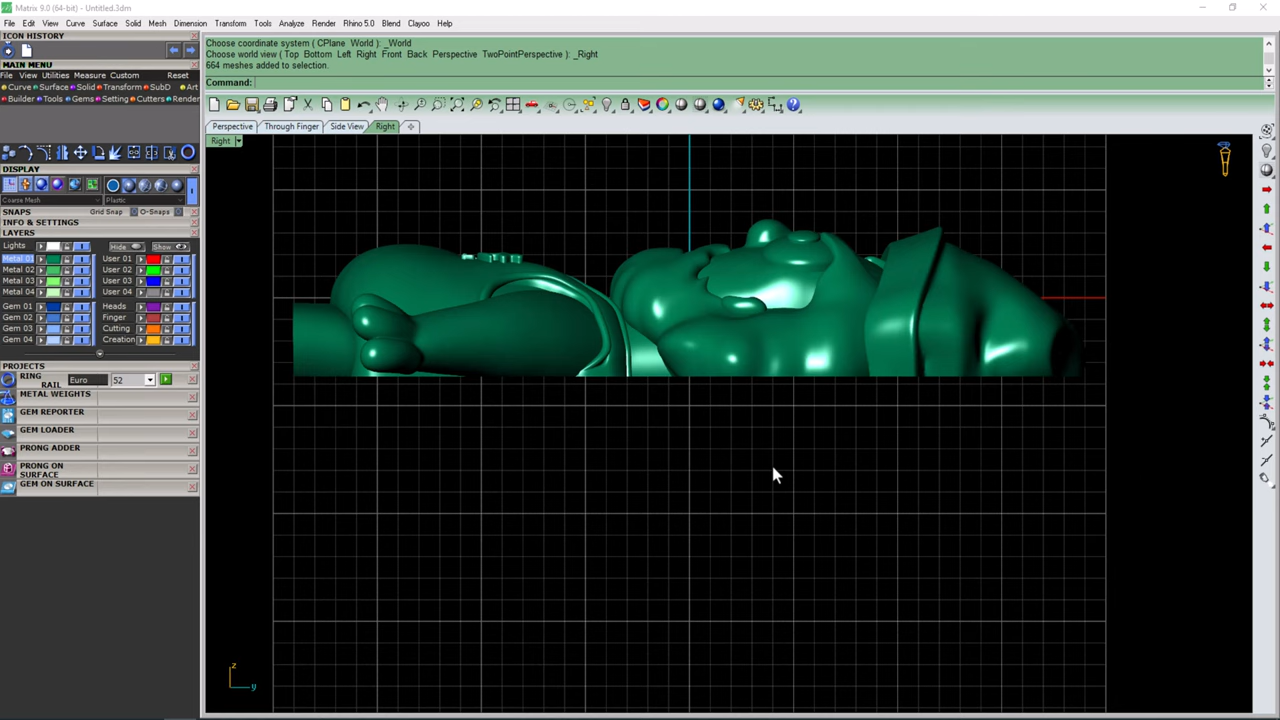 Matrix 9.0 (64-bit) - Untitled.3dm
File Edit View Curve Surface Solid Mesh Dimension Transform Tools Analyze Render Rhino 5.0 Blend Clayoo Help
ICON HISTORY
MAIN MENU
File View Utilities Measure Custom Reset
Curve Surface Solid Transform SubD Art
Builder Tools Gems Setting Cutters Render
DISPLAY
Coarse Mesh Plastic
SNAPS Grid Snap O-Snaps
INFO & SETTINGS
LAYERS
Lights Hide Show
Metal 01 User 01
Metal 02 User 02
Metal 03 User 03
Metal 04 User 04
Gem 01 Heads
Gem 02 Finger
Gem 03 Cutting
Gem 04 Creation
PROJECTS
RING RAIL Euro 52
METAL WEIGHTS
GEM REPORTER
GEM LOADER
PRONG ADDER
PRONG ON
SURFACE
GEM ON SURFACE
Choose coordinate system ( CPlane World ): _World
Choose world view ( Top Bottom Left Right Front Back Perspective TwoPointPerspective ): _Right
664 meshes added to selection.
Command:
Perspective Through Finger Side View Right
Right
z
y